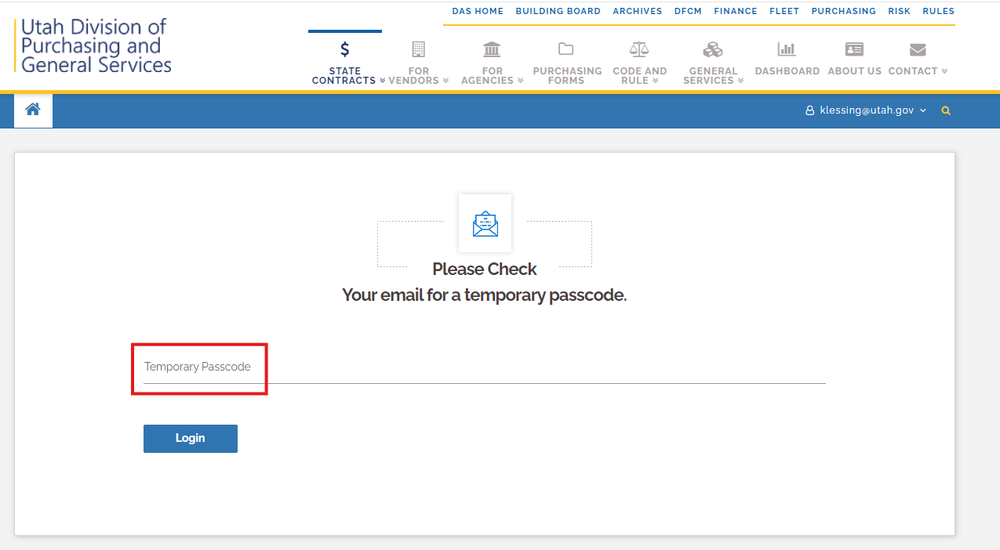 DAS HOME BUILDING BOARD ARCHIVES DFCM FINANCE FLEET PURCHASING RISK RULES
Utah Division of
Purchasing and
General Services
$
STATE
CONTRACTS
FOR
VENDORS
FOR
AGENCIES
PURCHASING
FORMS
CODE AND
RULE
GENERAL
SERVICES
DASHBOARD
ABOUT US
CONTACT
klessing@utah.gov
Please Check
Your email for a temporary passcode.
Temporary Passcode
Login